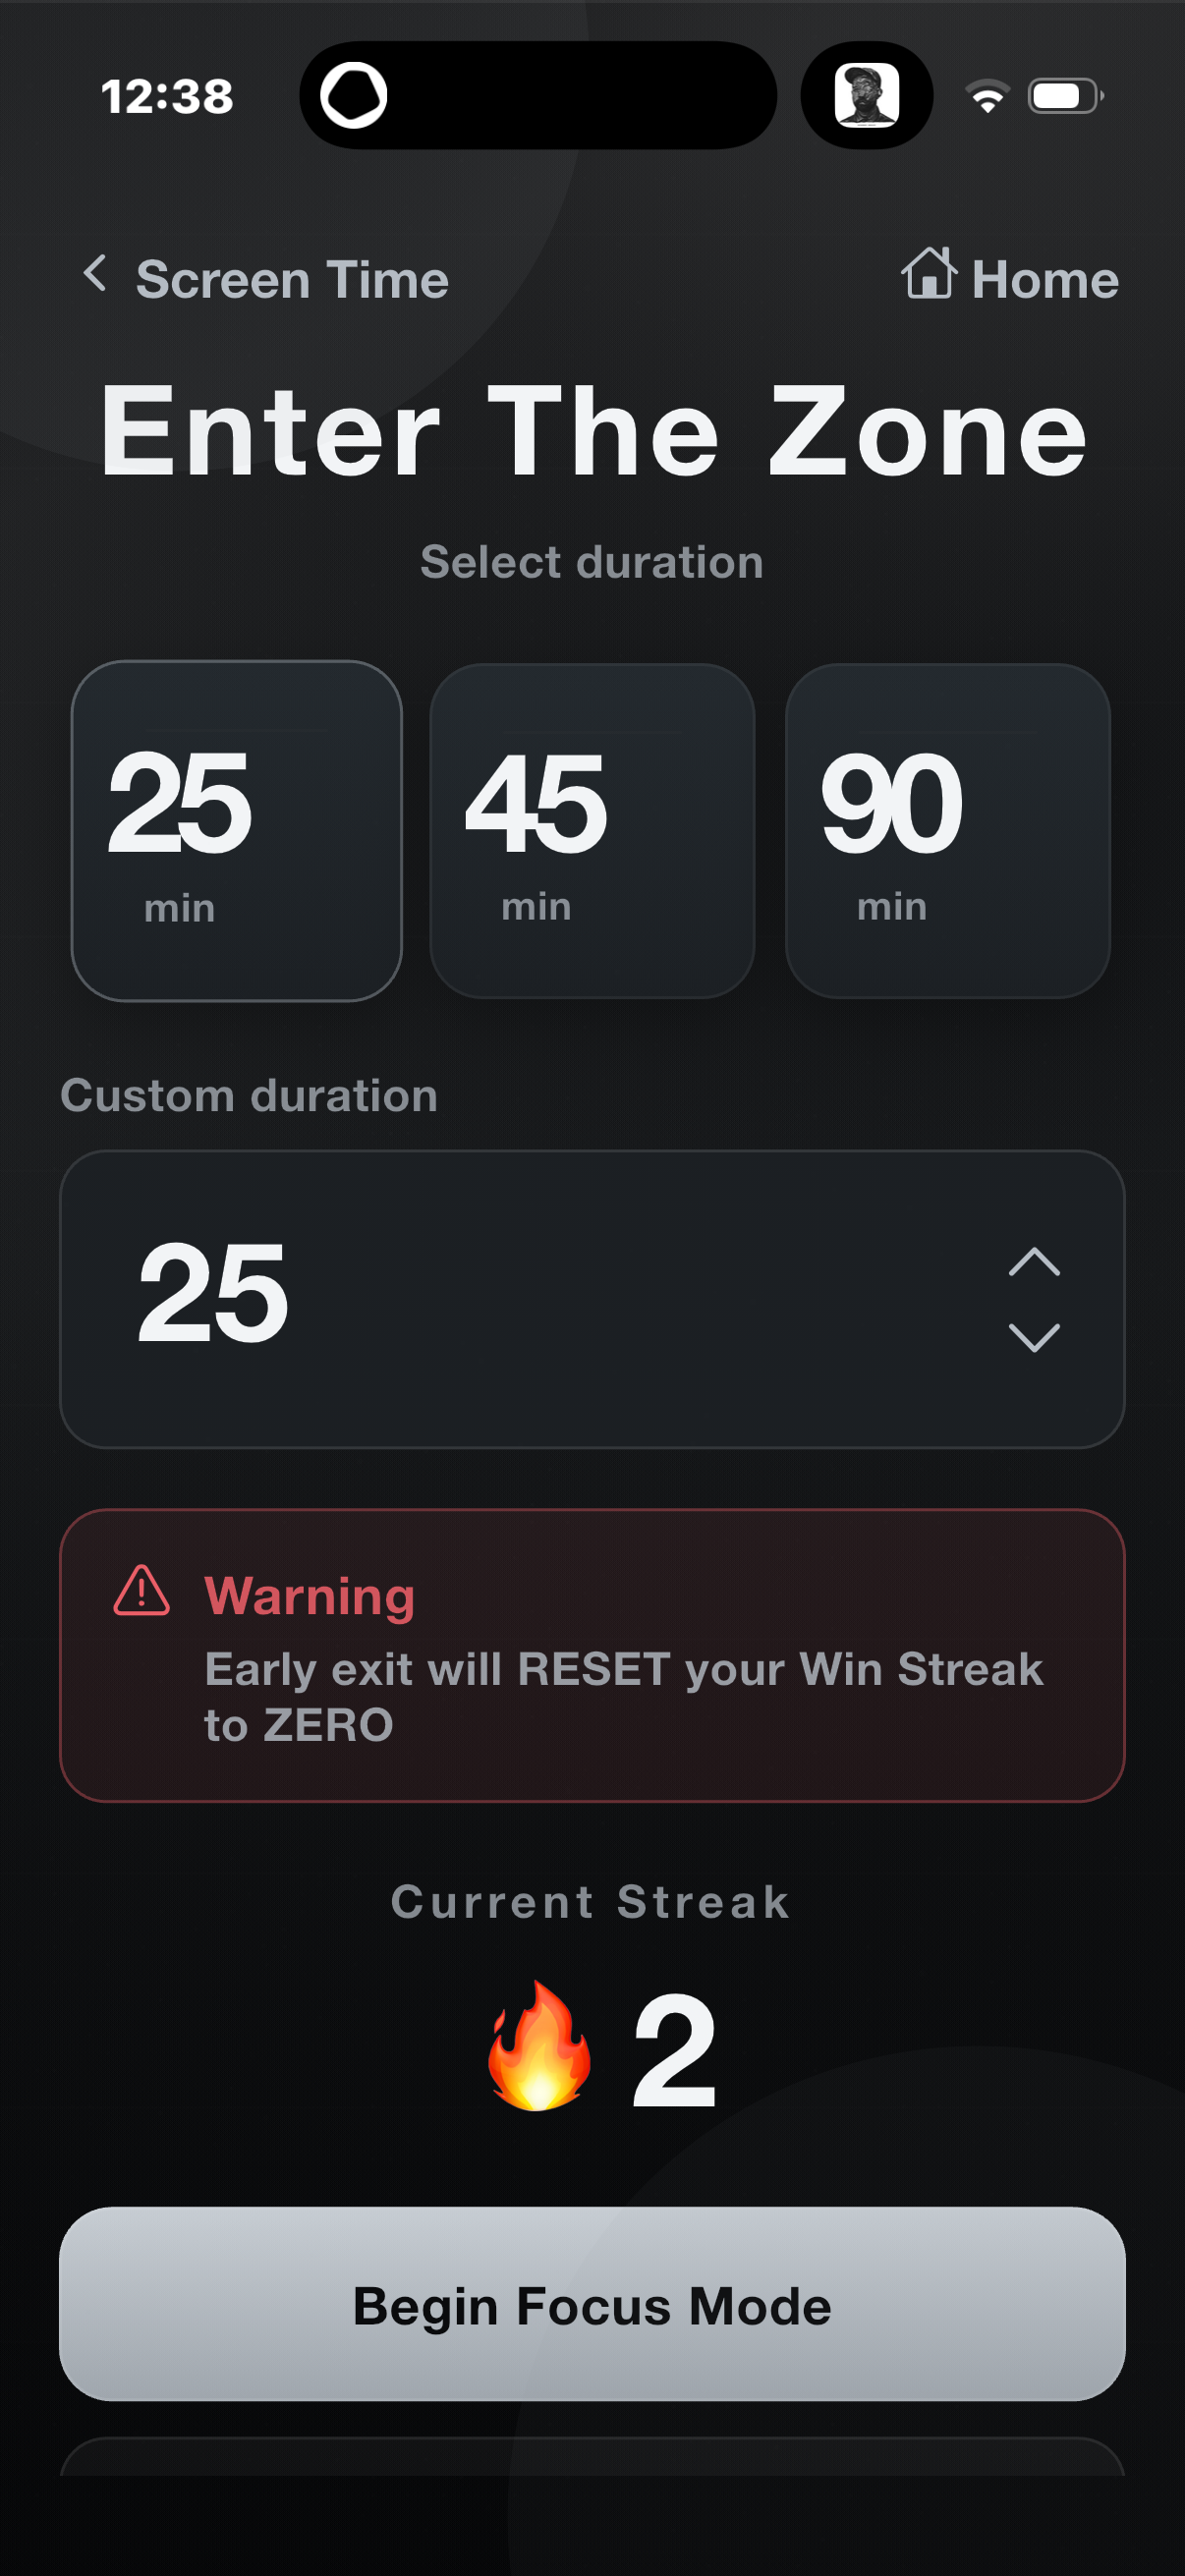 12:38
Screen Time
Home
Enter The Zone
Select duration
25
45
90
min
min
min
Custom duration
25
Warning
Early exit will RESET your Win Streak
to ZERO
Current Streak
2
Begin Focus Mode